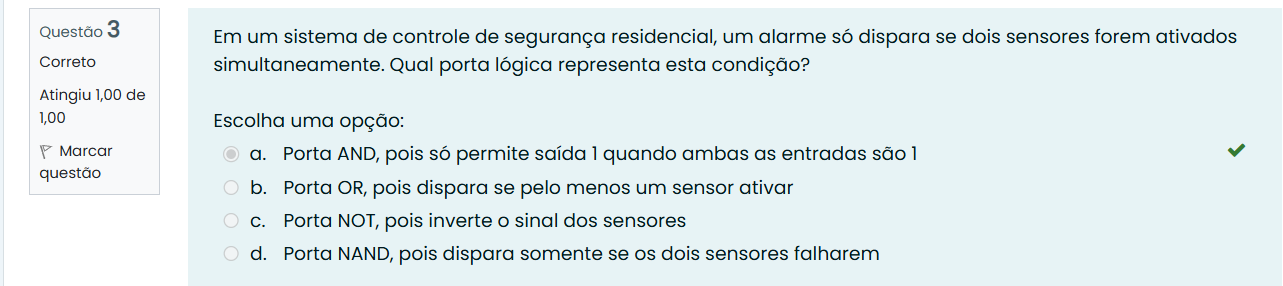 Questão 3
Correto
Atingiu 1,00 de
1,00
Marcar
questão
Em um sistema de controle de segurança residencial, um alarme só dispara se dois sensores forem ativados
simultaneamente. Qual porta lógica representa esta condição?
Escolha uma opção:
a. Porta AND, pois só permite saída 1 quando ambas as entradas são 1
b. Porta OR, pois dispara se pelo menos um sensor ativar
c. Porta NOT, pois inverte o sinal dos sensores
d. Porta NAND, pois dispara somente se os dois sensores falharem